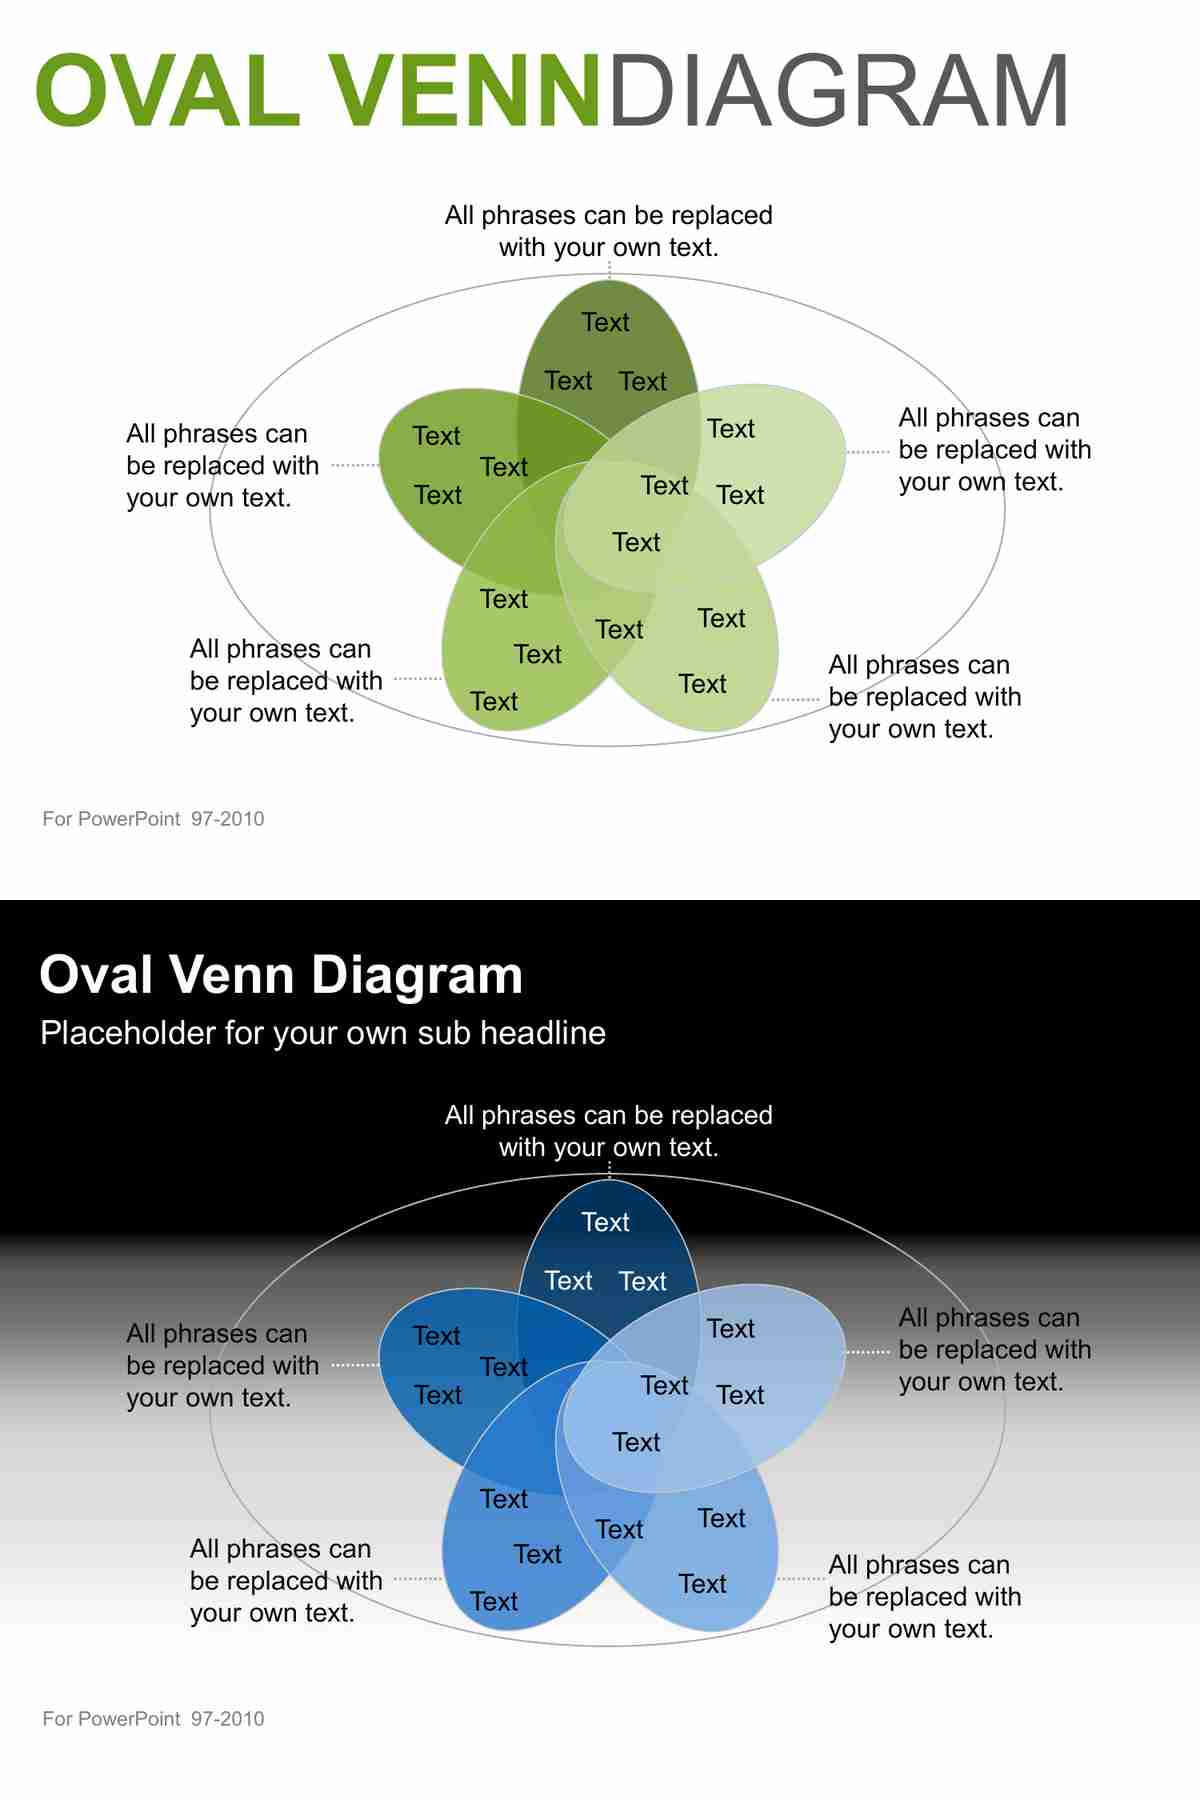 OVAL VENNDIAGRAM
All phrases can be replaced
with your own text.
Text
Text Text
All phrases can
be replaced with
your own text.
Text
Text
Text
Text
Text
Text
Text
All phrases can
be replaced with
your own text.
Text
Text
Text
Text
Text
Text
All phrases can
be replaced with
your own text.
All phrases can
be replaced with
your own text.
For PowerPoint 97-2010
Oval Venn Diagram
Placeholder for your own sub headline
All phrases can be replaced
with your own text.
Text
Text Text
All phrases can
be replaced with
your own text.
Text
Text
Text
Text
Text
Text
Text
All phrases can
be replaced with
your own text.
Text
Text
Text
Text
Text
Text
All phrases can
be replaced with
your own text.
All phrases can
be replaced with
your own text.
For PowerPoint 97-2010